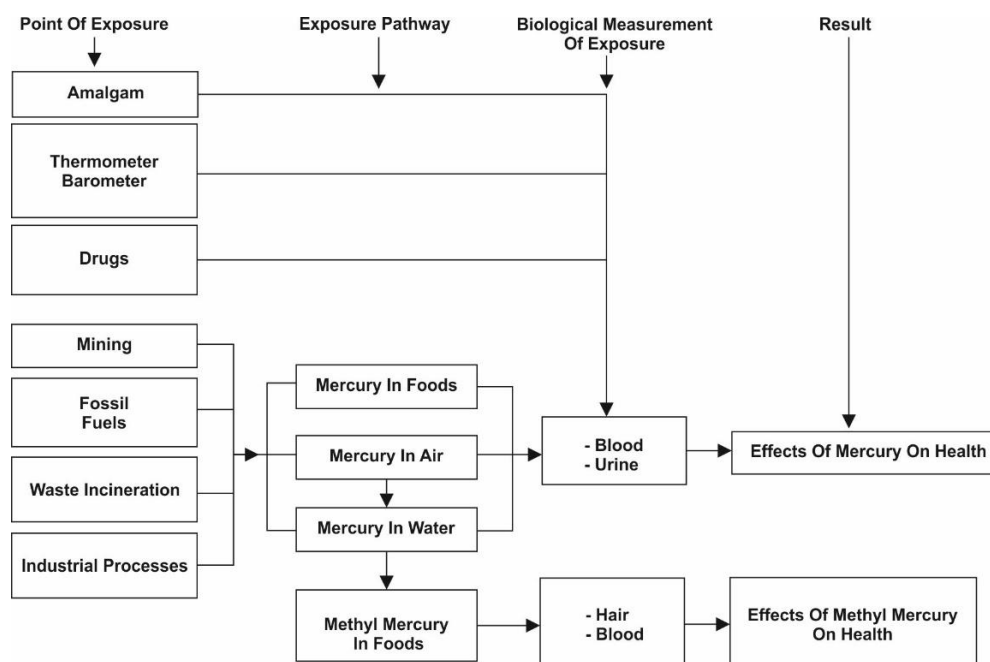 Point Of Exposure
Exposure Pathway
Biological Measurement
Of Exposure
Result
Amalgam
Thermometer
Barometer
Drugs
Mining
Fossil
Fuels
Waste Incineration
Industrial Processes
Mercury In Foods
Mercury In Air
Mercury In Water
Methyl Mercury
In Foods
- Blood
- Urine
- Hair
- Blood
Effects Of Mercury On Health
Effects Of Methyl Mercury
On Health